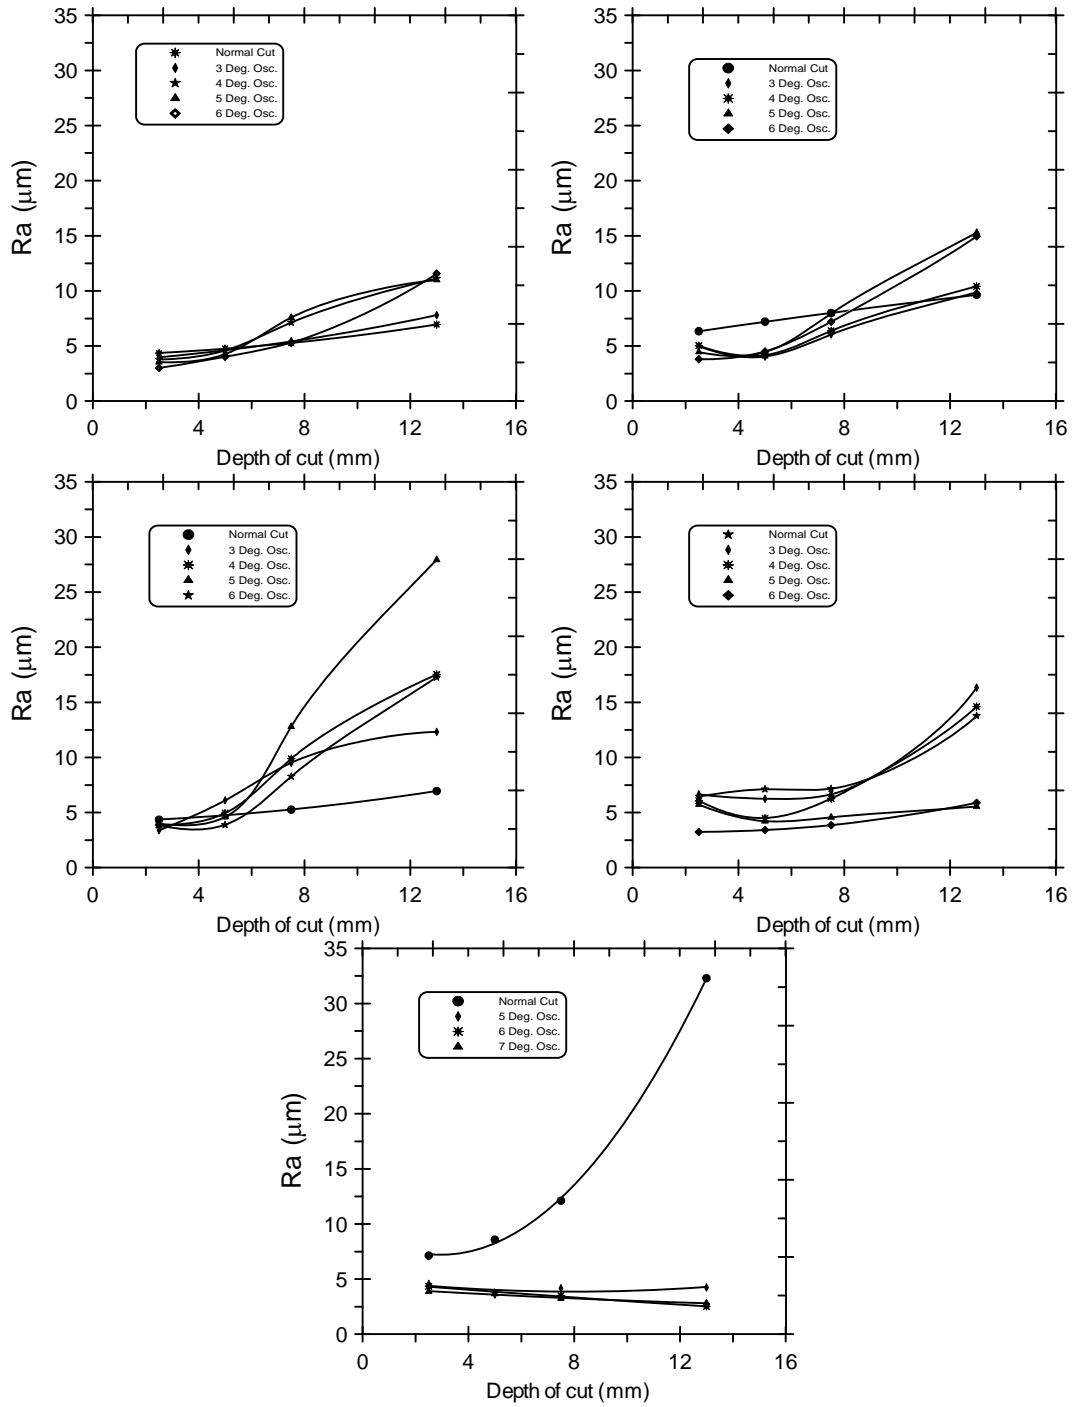 35
30
25
20
15
10
5
0
Ra (μm)
Normal Cut
3 Deg. Osc.
4 Deg. Osc.
5 Deg. Osc.
6 Deg. Osc.
0 4 8 12 16
Depth of cut (mm)
35
30
25
20
15
10
5
0
Ra (μm)
Normal Cut
3 Deg. Osc.
4 Deg. Osc.
5 Deg. Osc.
6 Deg. Osc.
0 4 8 12 16
Depth of cut (mm)
35
30
25
20
15
10
5
0
Ra (μm)
Normal Cut
3 Deg. Osc.
4 Deg. Osc.
5 Deg. Osc.
6 Deg. Osc.
0 4 8 12 16
Depth of cut (mm)
35
30
25
20
15
10
5
0
Ra (μm)
Normal Cut
3 Deg. Osc.
4 Deg. Osc.
5 Deg. Osc.
6 Deg. Osc.
0 4 8 12 16
Depth of cut (mm)
35
30
25
20
15
10
5
0
Ra (μm)
Normal Cut
5 Deg. Osc.
6 Deg. Osc.
7 Deg. Osc.
0 4 8 12 16
Depth of cut (mm)